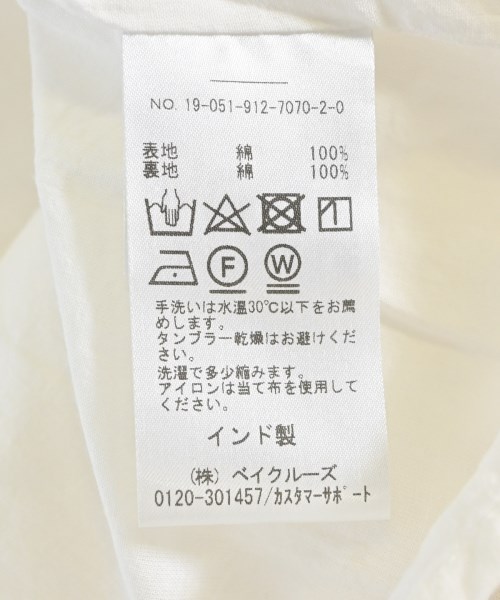 NO. 19-051-912-7070-2-0
表地 綿 100%
裏地 綿 100%
F W
手洗いは水温30℃以下をお薦
めします。
タンブラー乾燥はお避けくだ
さい。
洗濯で多少縮みます。
アイロンは当て布を使用して
ください。
インド製
(株) ベイクルーズ
0120-301457/ｶｽﾀﾏｰｻﾎﾟｰﾄ